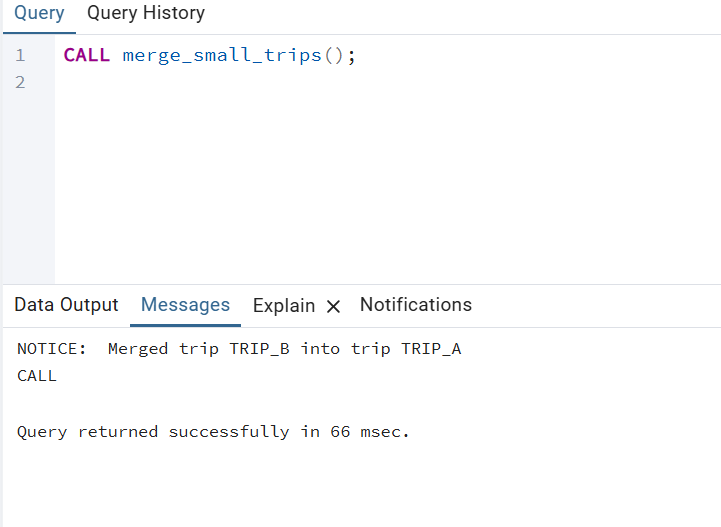 Query Query History
1 CALL merge_small_trips();
2
Data Output Messages Explain Notifications
NOTICE:  Merged trip TRIP_B into trip TRIP_A
CALL
Query returned successfully in 66 msec.